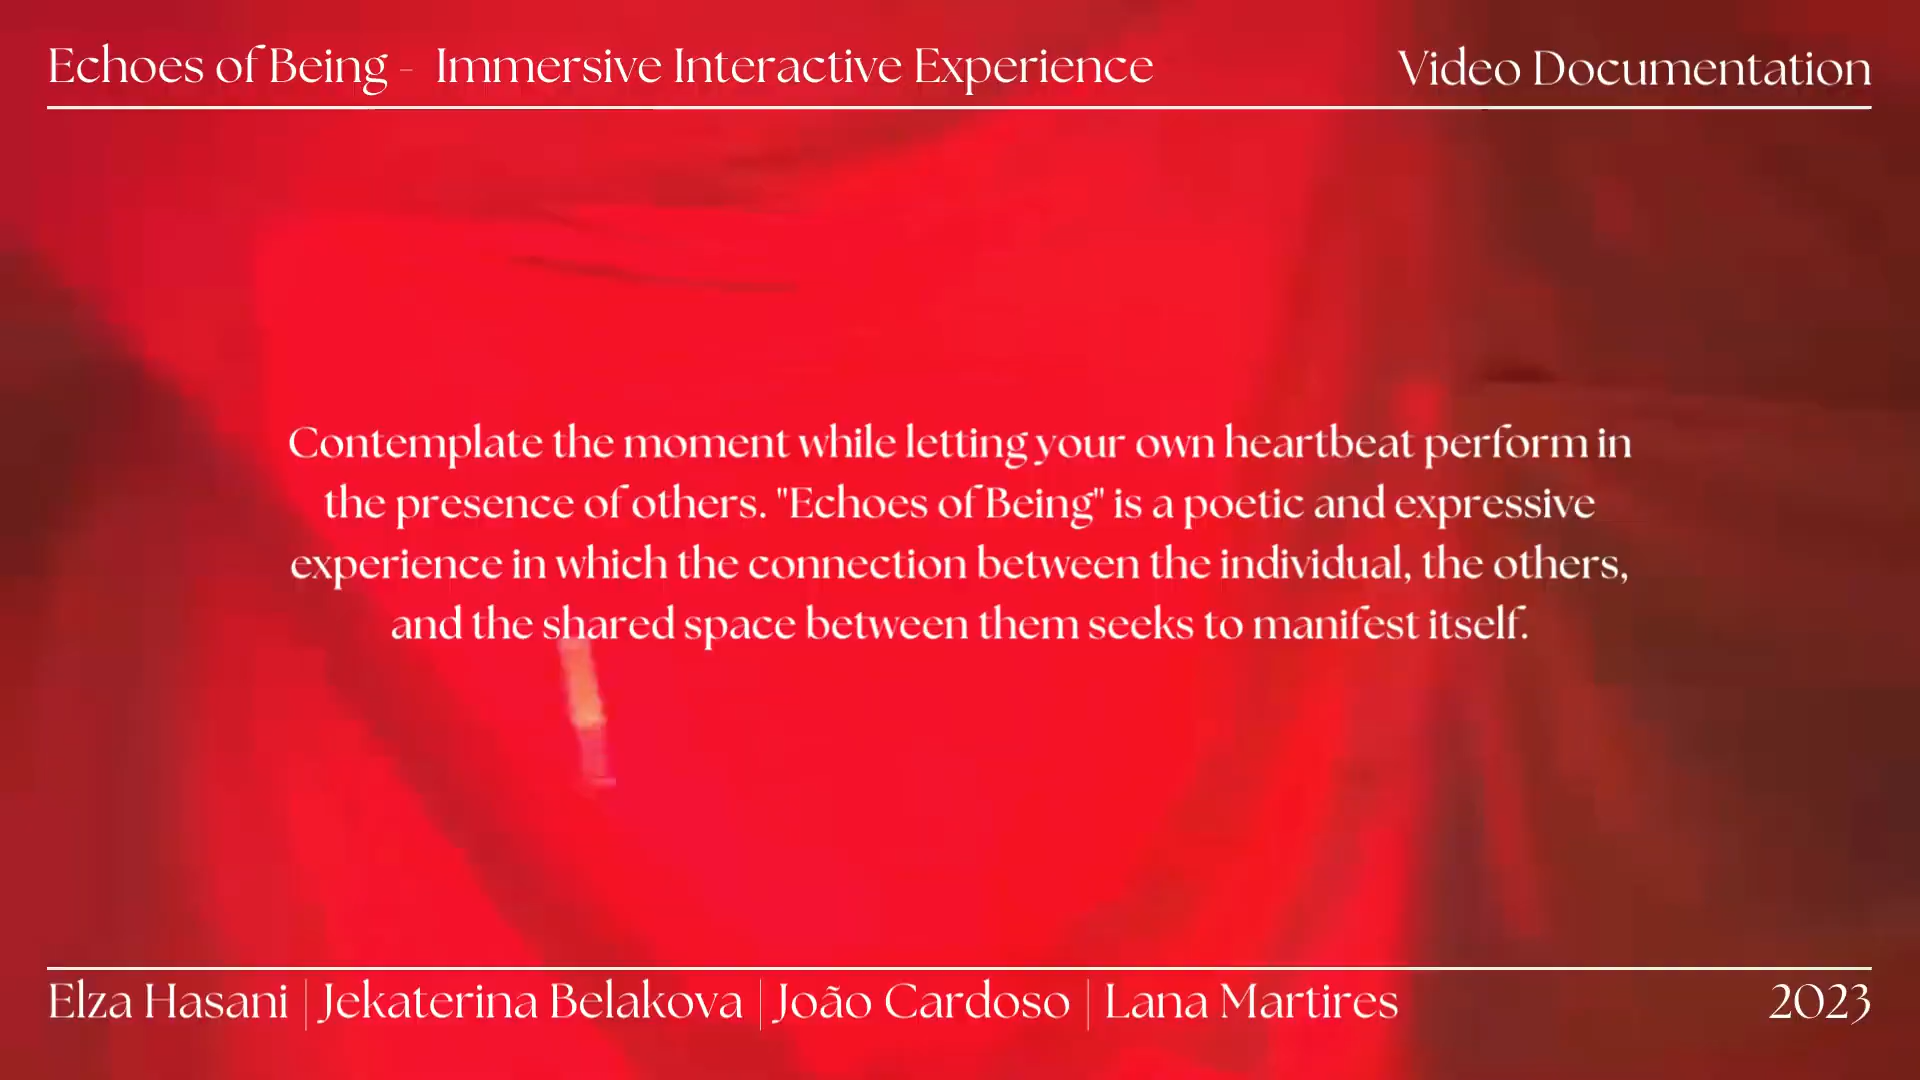 Echoes of Being - Immersive Interactive Experience
Video Documentation
Contemplate the moment while letting your own heartbeat perform in
the presence of others. "Echoes of Being" is a poetic and expressive
experience in which the connection between the individual, the others,
and the shared space between them seeks to manifest itself.
Elza Hasani | Jekaterina Belakova | João Cardoso | Lana Martires
2023